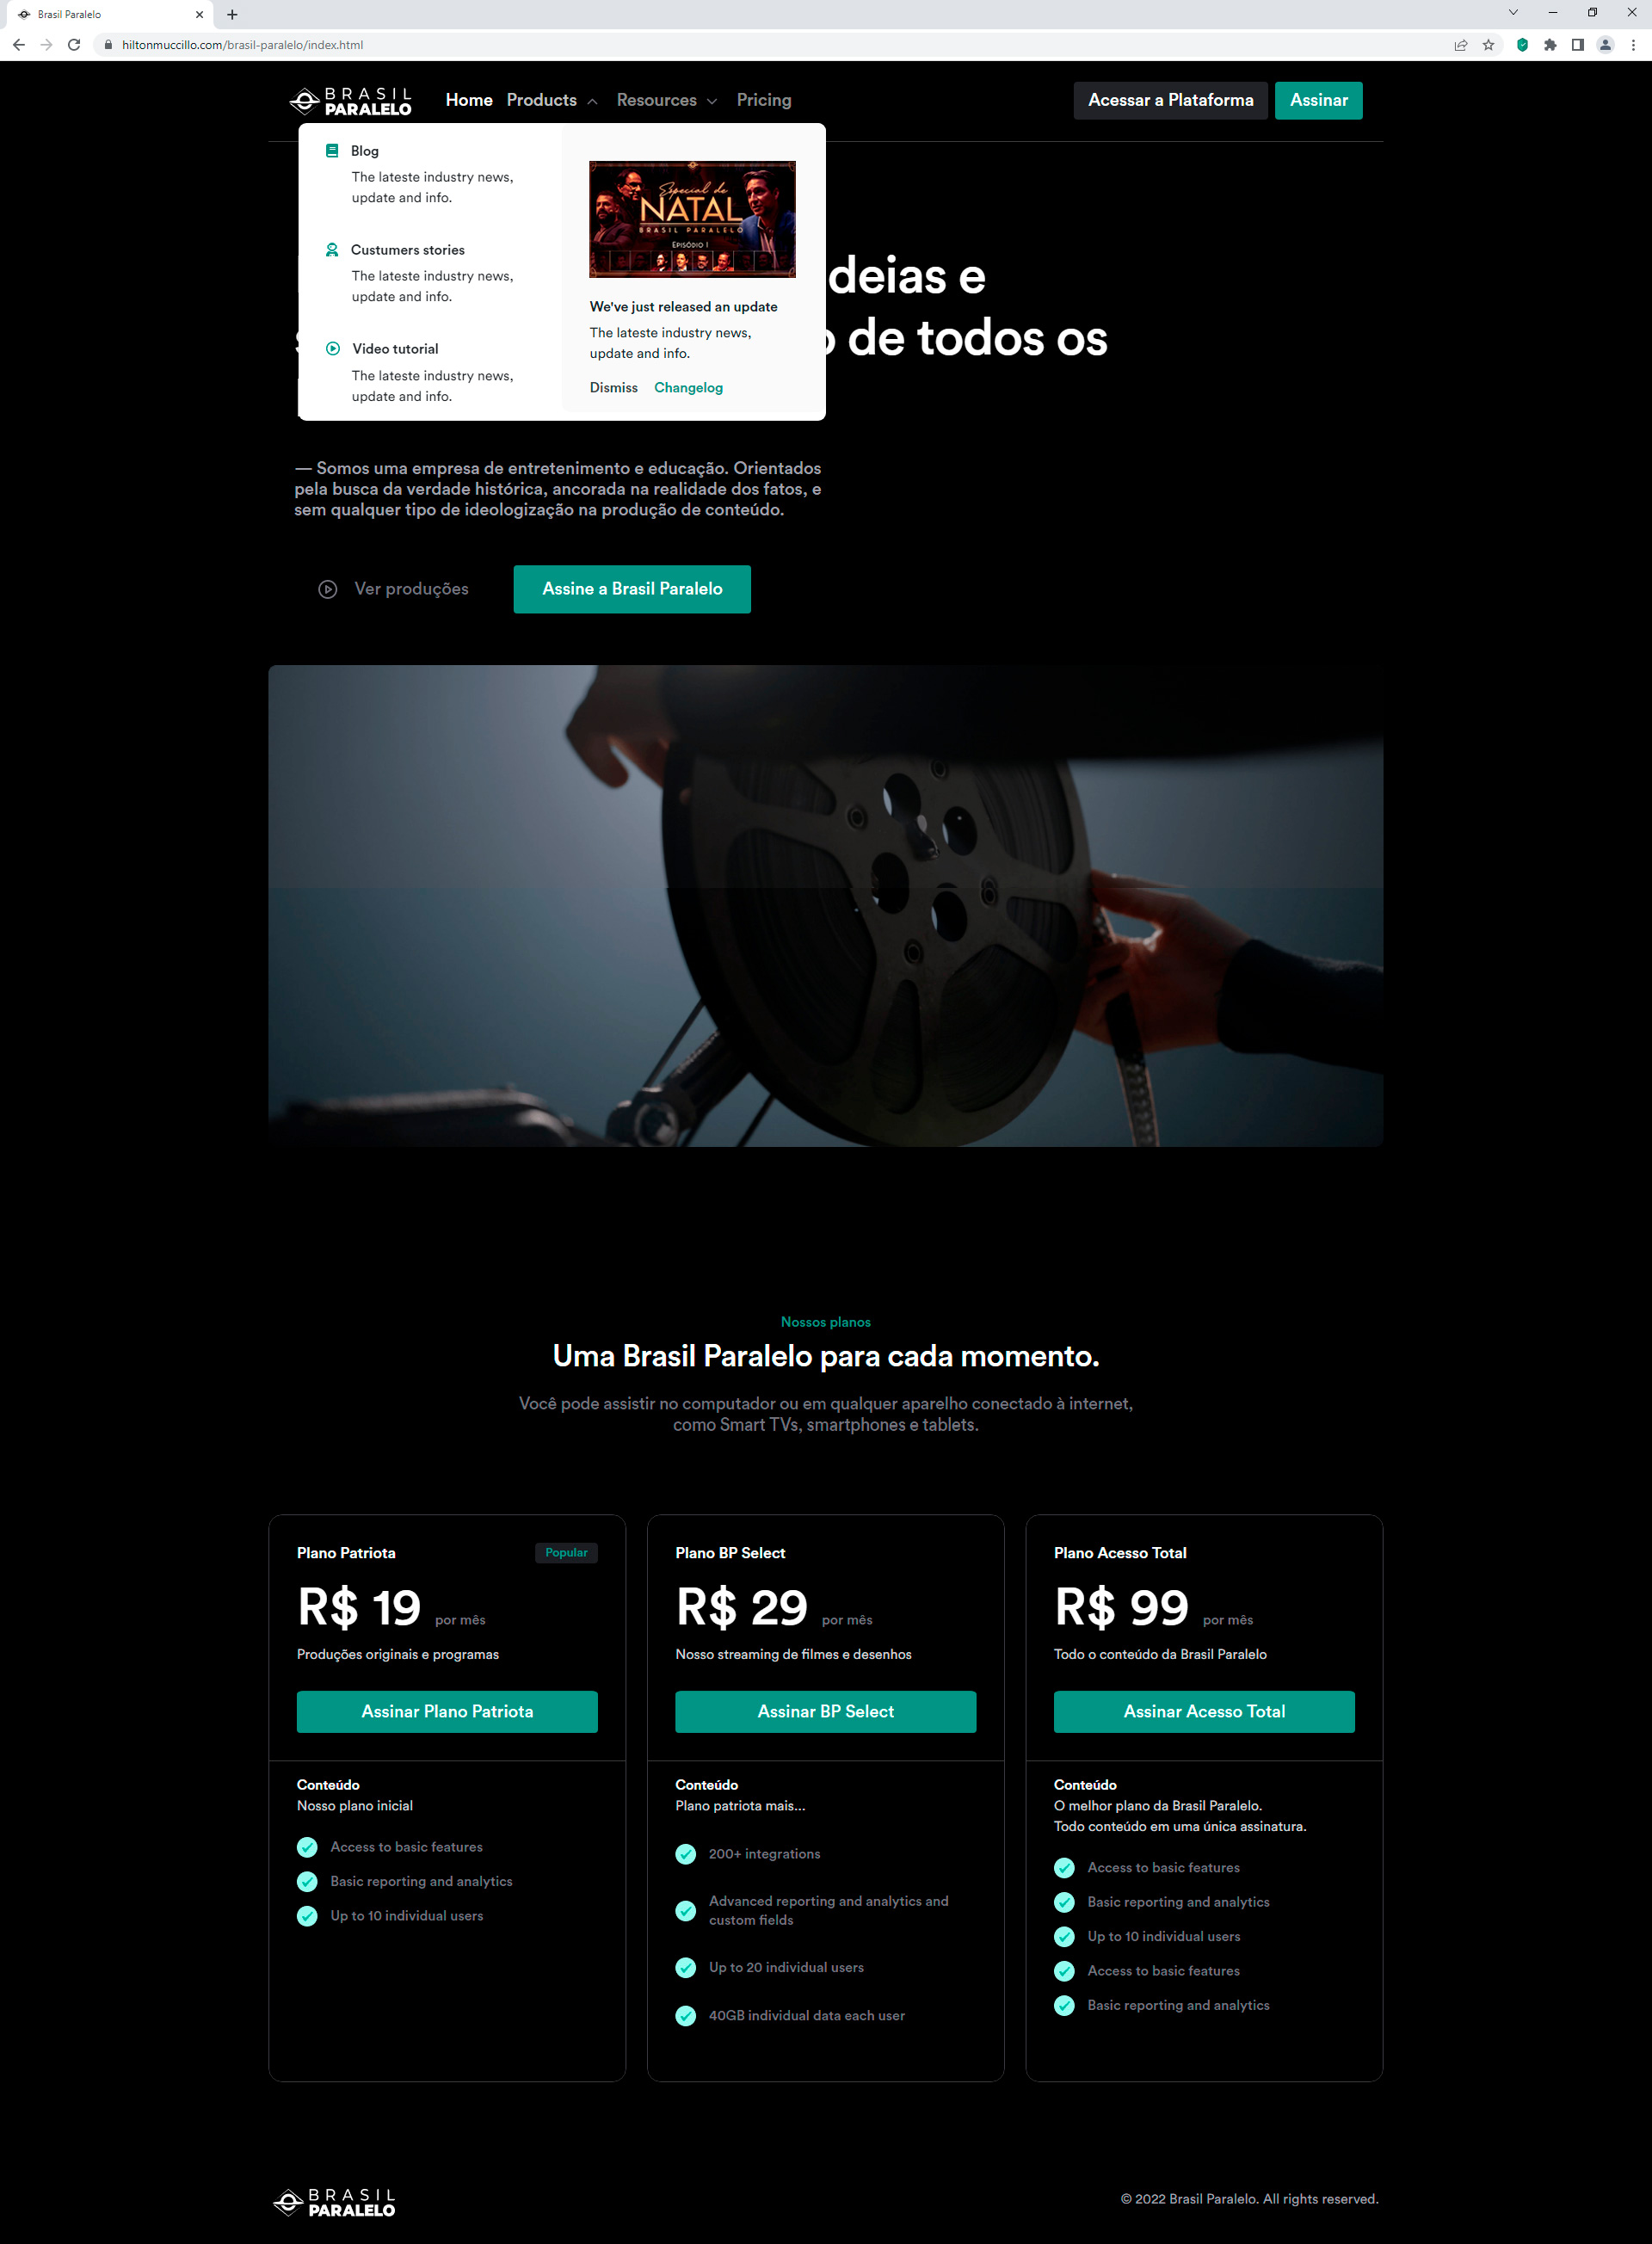 Brasil Paralelo
hiltonmuccillo.com/brasil-paralelo/index.html
BRASIL
PARALELO
Home
Products
Resources
Pricing
Acessar a Plataforma
Assinar
Blog
The lateste industry news,
update and info.
Custumers stories
The lateste industry news,
update and info.
Video tutorial
The lateste industry news,
update and info.
Especial de
NATAL
BRASIL PARALELO
EPISÓDIO I
We've just released an update
The lateste industry news,
update and info.
Dismiss
Changelog
deias e
de todos os
— Somos uma empresa de entretenimento e educação. Orientados
pela busca da verdade histórica, ancorada na realidade dos fatos, e
sem qualquer tipo de ideologização na produção de conteúdo.
Ver produções
Assine a Brasil Paralelo
Nossos planos
Uma Brasil Paralelo para cada momento.
Você pode assistir no computador ou em qualquer aparelho conectado à internet,
como Smart TVs, smartphones e tablets.
Plano Patriota
Popular
R$ 19 por mês
Produções originais e programas
Assinar Plano Patriota
Conteúdo
Nosso plano inicial
Access to basic features
Basic reporting and analytics
Up to 10 individual users
Plano BP Select
R$ 29 por mês
Nosso streaming de filmes e desenhos
Assinar BP Select
Conteúdo
Plano patriota mais...
200+ integrations
Advanced reporting and analytics and
custom fields
Up to 20 individual users
40GB individual data each user
Plano Acesso Total
R$ 99 por mês
Todo o conteúdo da Brasil Paralelo
Assinar Acesso Total
Conteúdo
O melhor plano da Brasil Paralelo.
Todo conteúdo em uma única assinatura.
Access to basic features
Basic reporting and analytics
Up to 10 individual users
Access to basic features
Basic reporting and analytics
BRASIL
PARALELO
© 2022 Brasil Paralelo. All rights reserved.